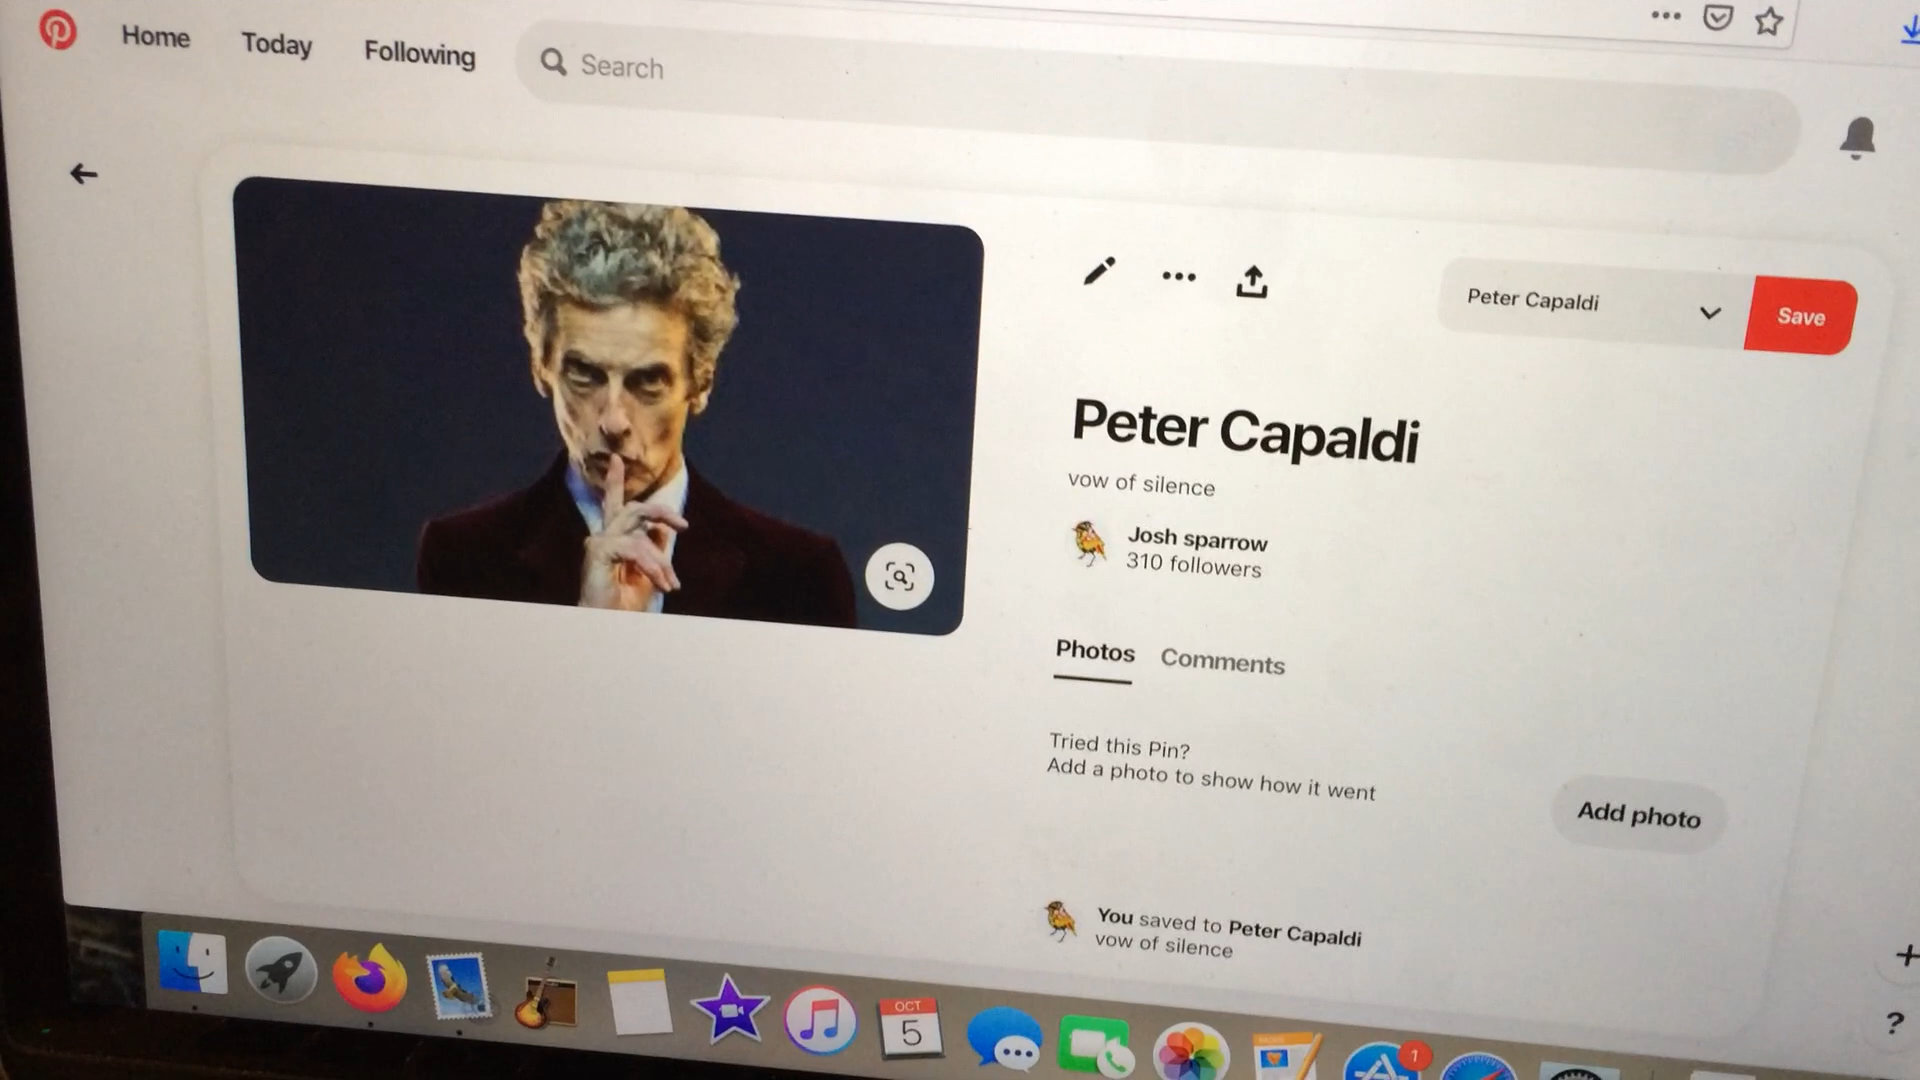 Home Today Following Search
Peter Capaldi Save
Peter Capaldi
vow of silence
Josh sparrow
310 followers
Photos Comments
Tried this Pin?
Add a photo to show how it went
Add photo
You saved to Peter Capaldi
vow of silence
OCT
5
1
?